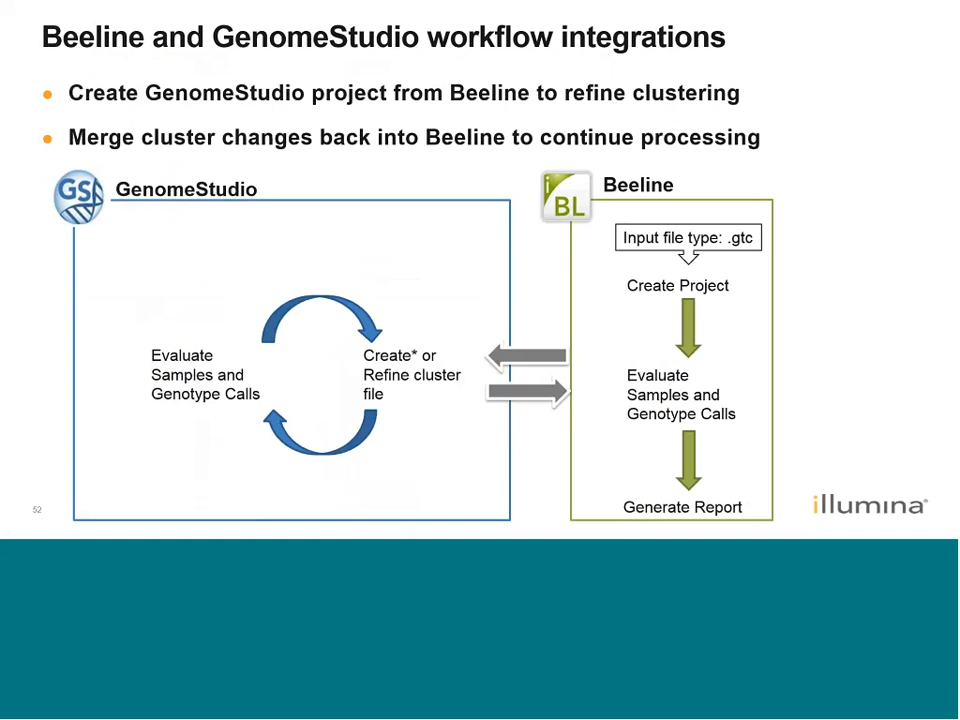 Beeline and GenomeStudio workflow integrations
• Create GenomeStudio project from Beeline to refine clustering
• Merge cluster changes back into Beeline to continue processing
GS
GenomeStudio
Evaluate
Samples and
Genotype Calls
Create* or
Refine cluster
file
i
BL
Beeline
Input file type: .gtc
Create Project
Evaluate
Samples and
Genotype Calls
Generate Report
52
illumina®